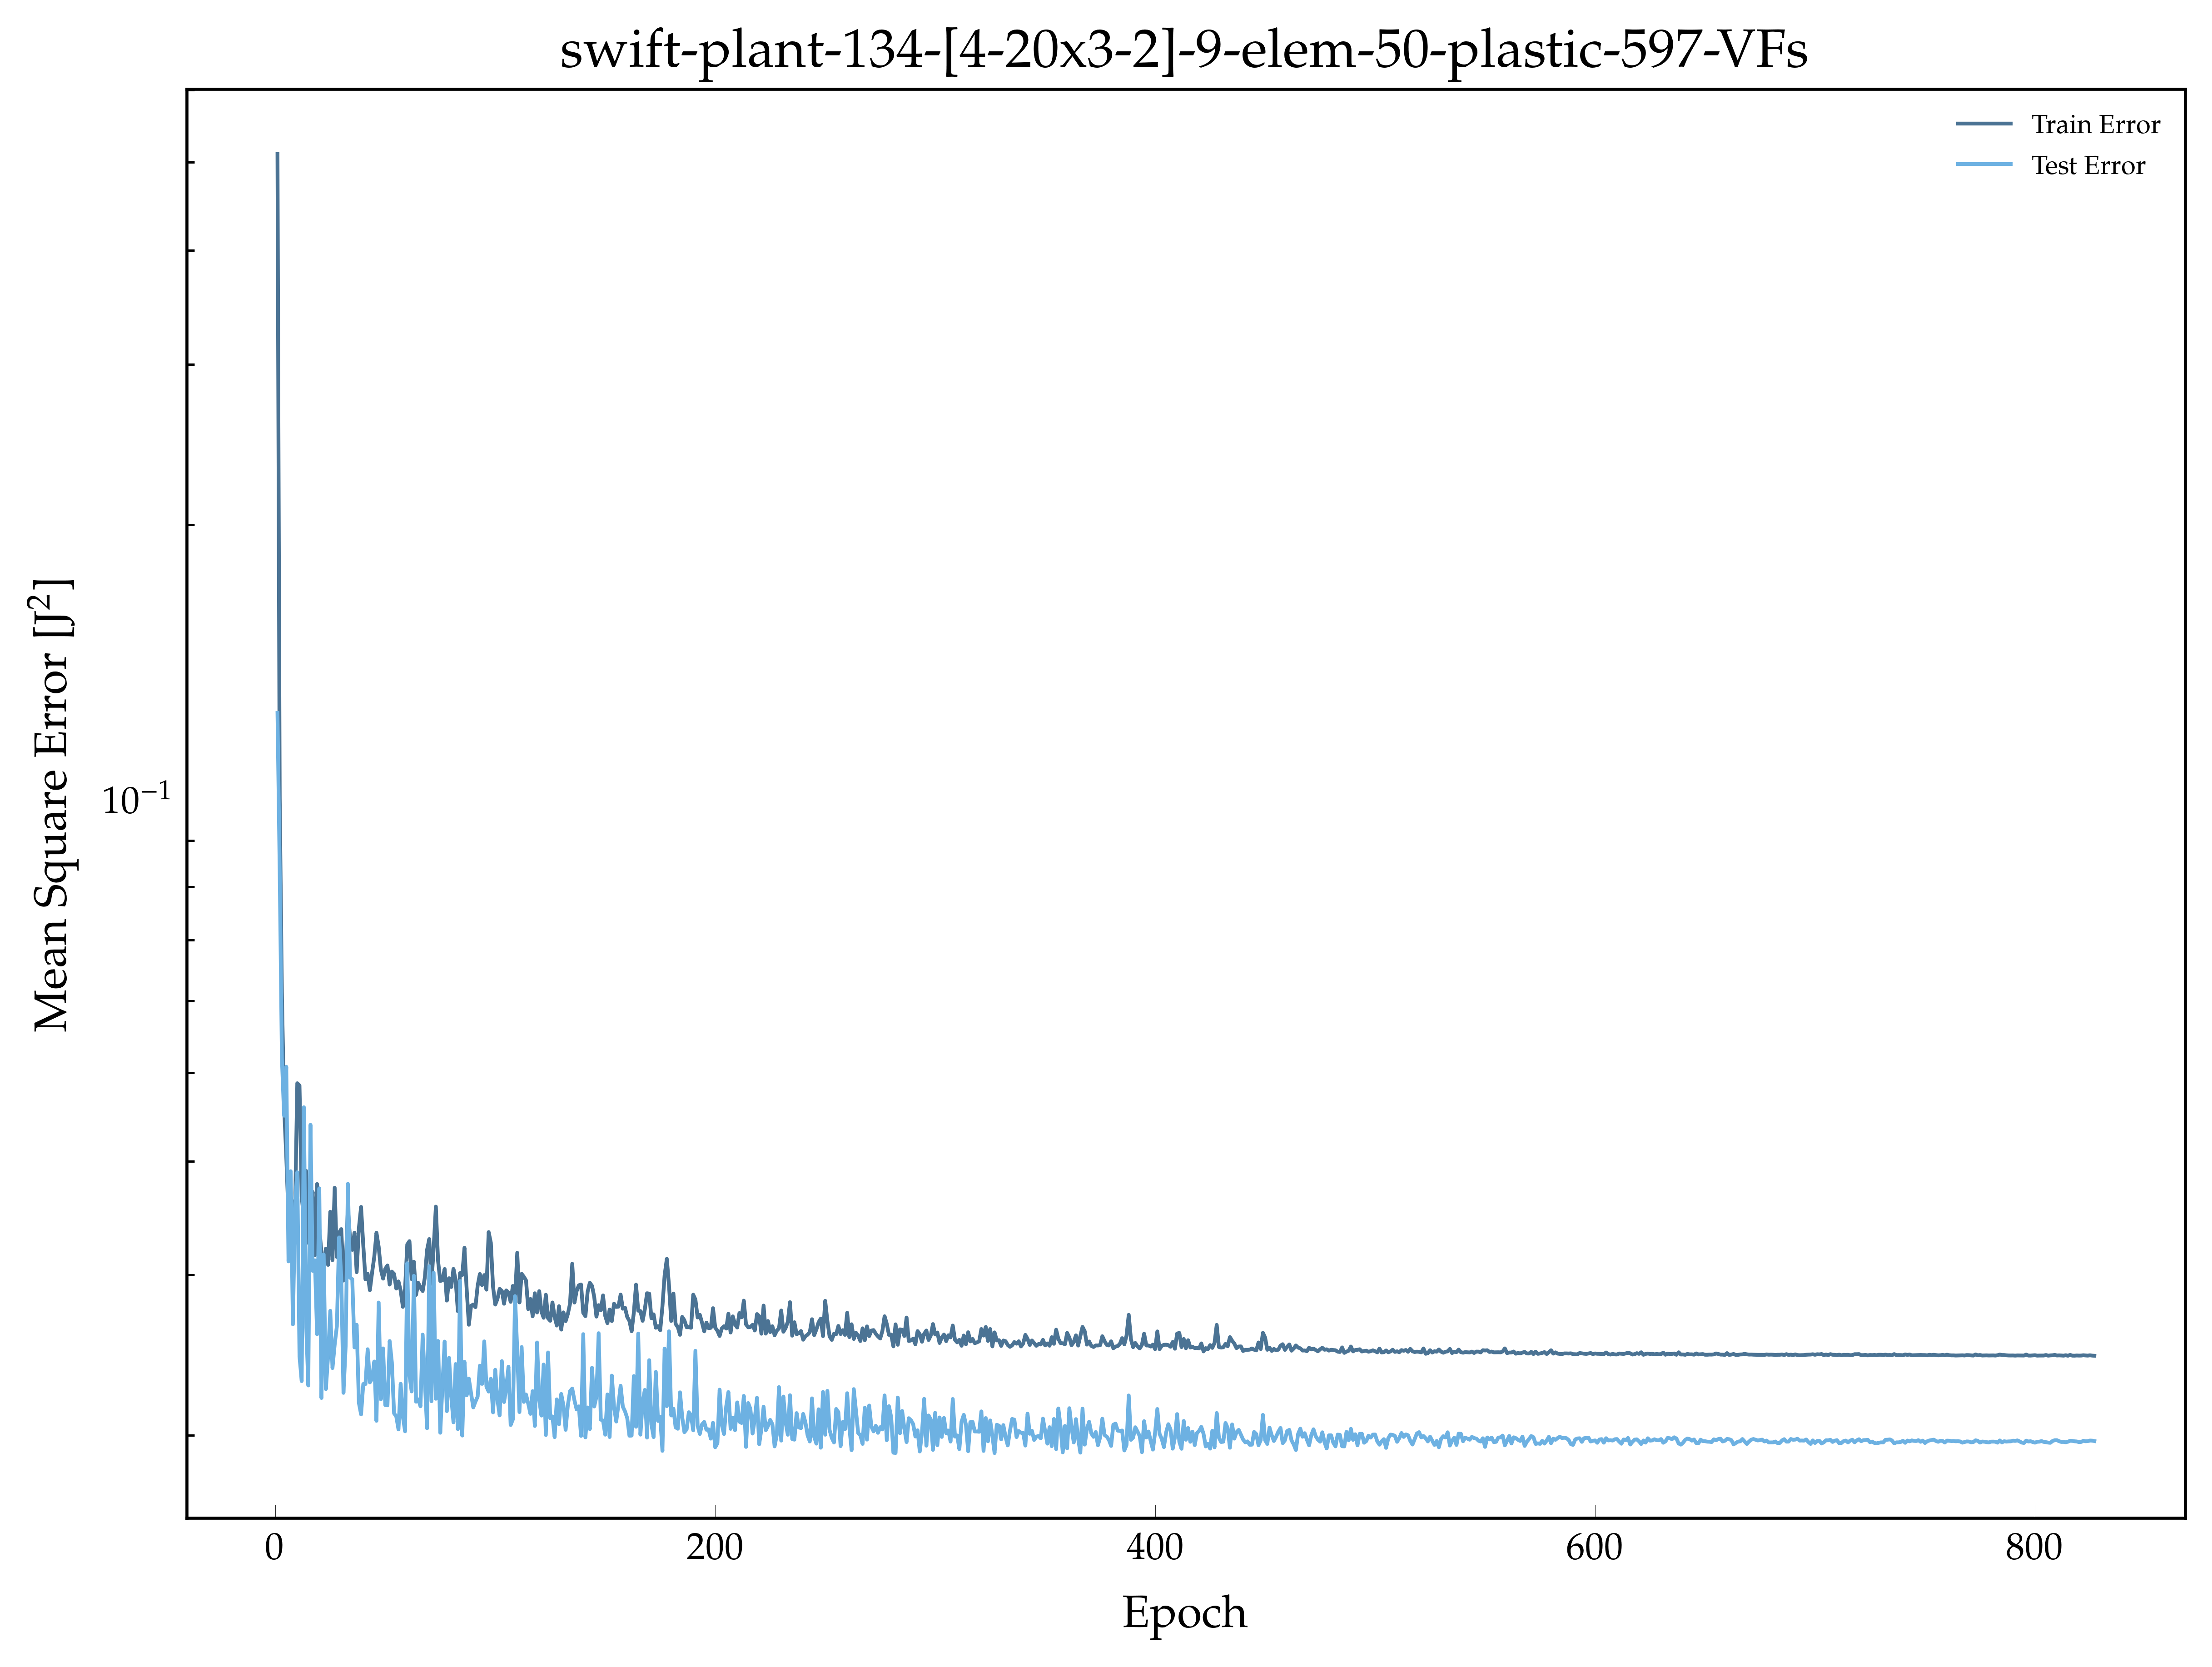 swift-plant-134-[4-20x3-2]-9-elem-50-plastic-597-VFs
Train Error
Test Error
Mean Square Error [J²]
10⁻¹
0 200 400 600 800
Epoch